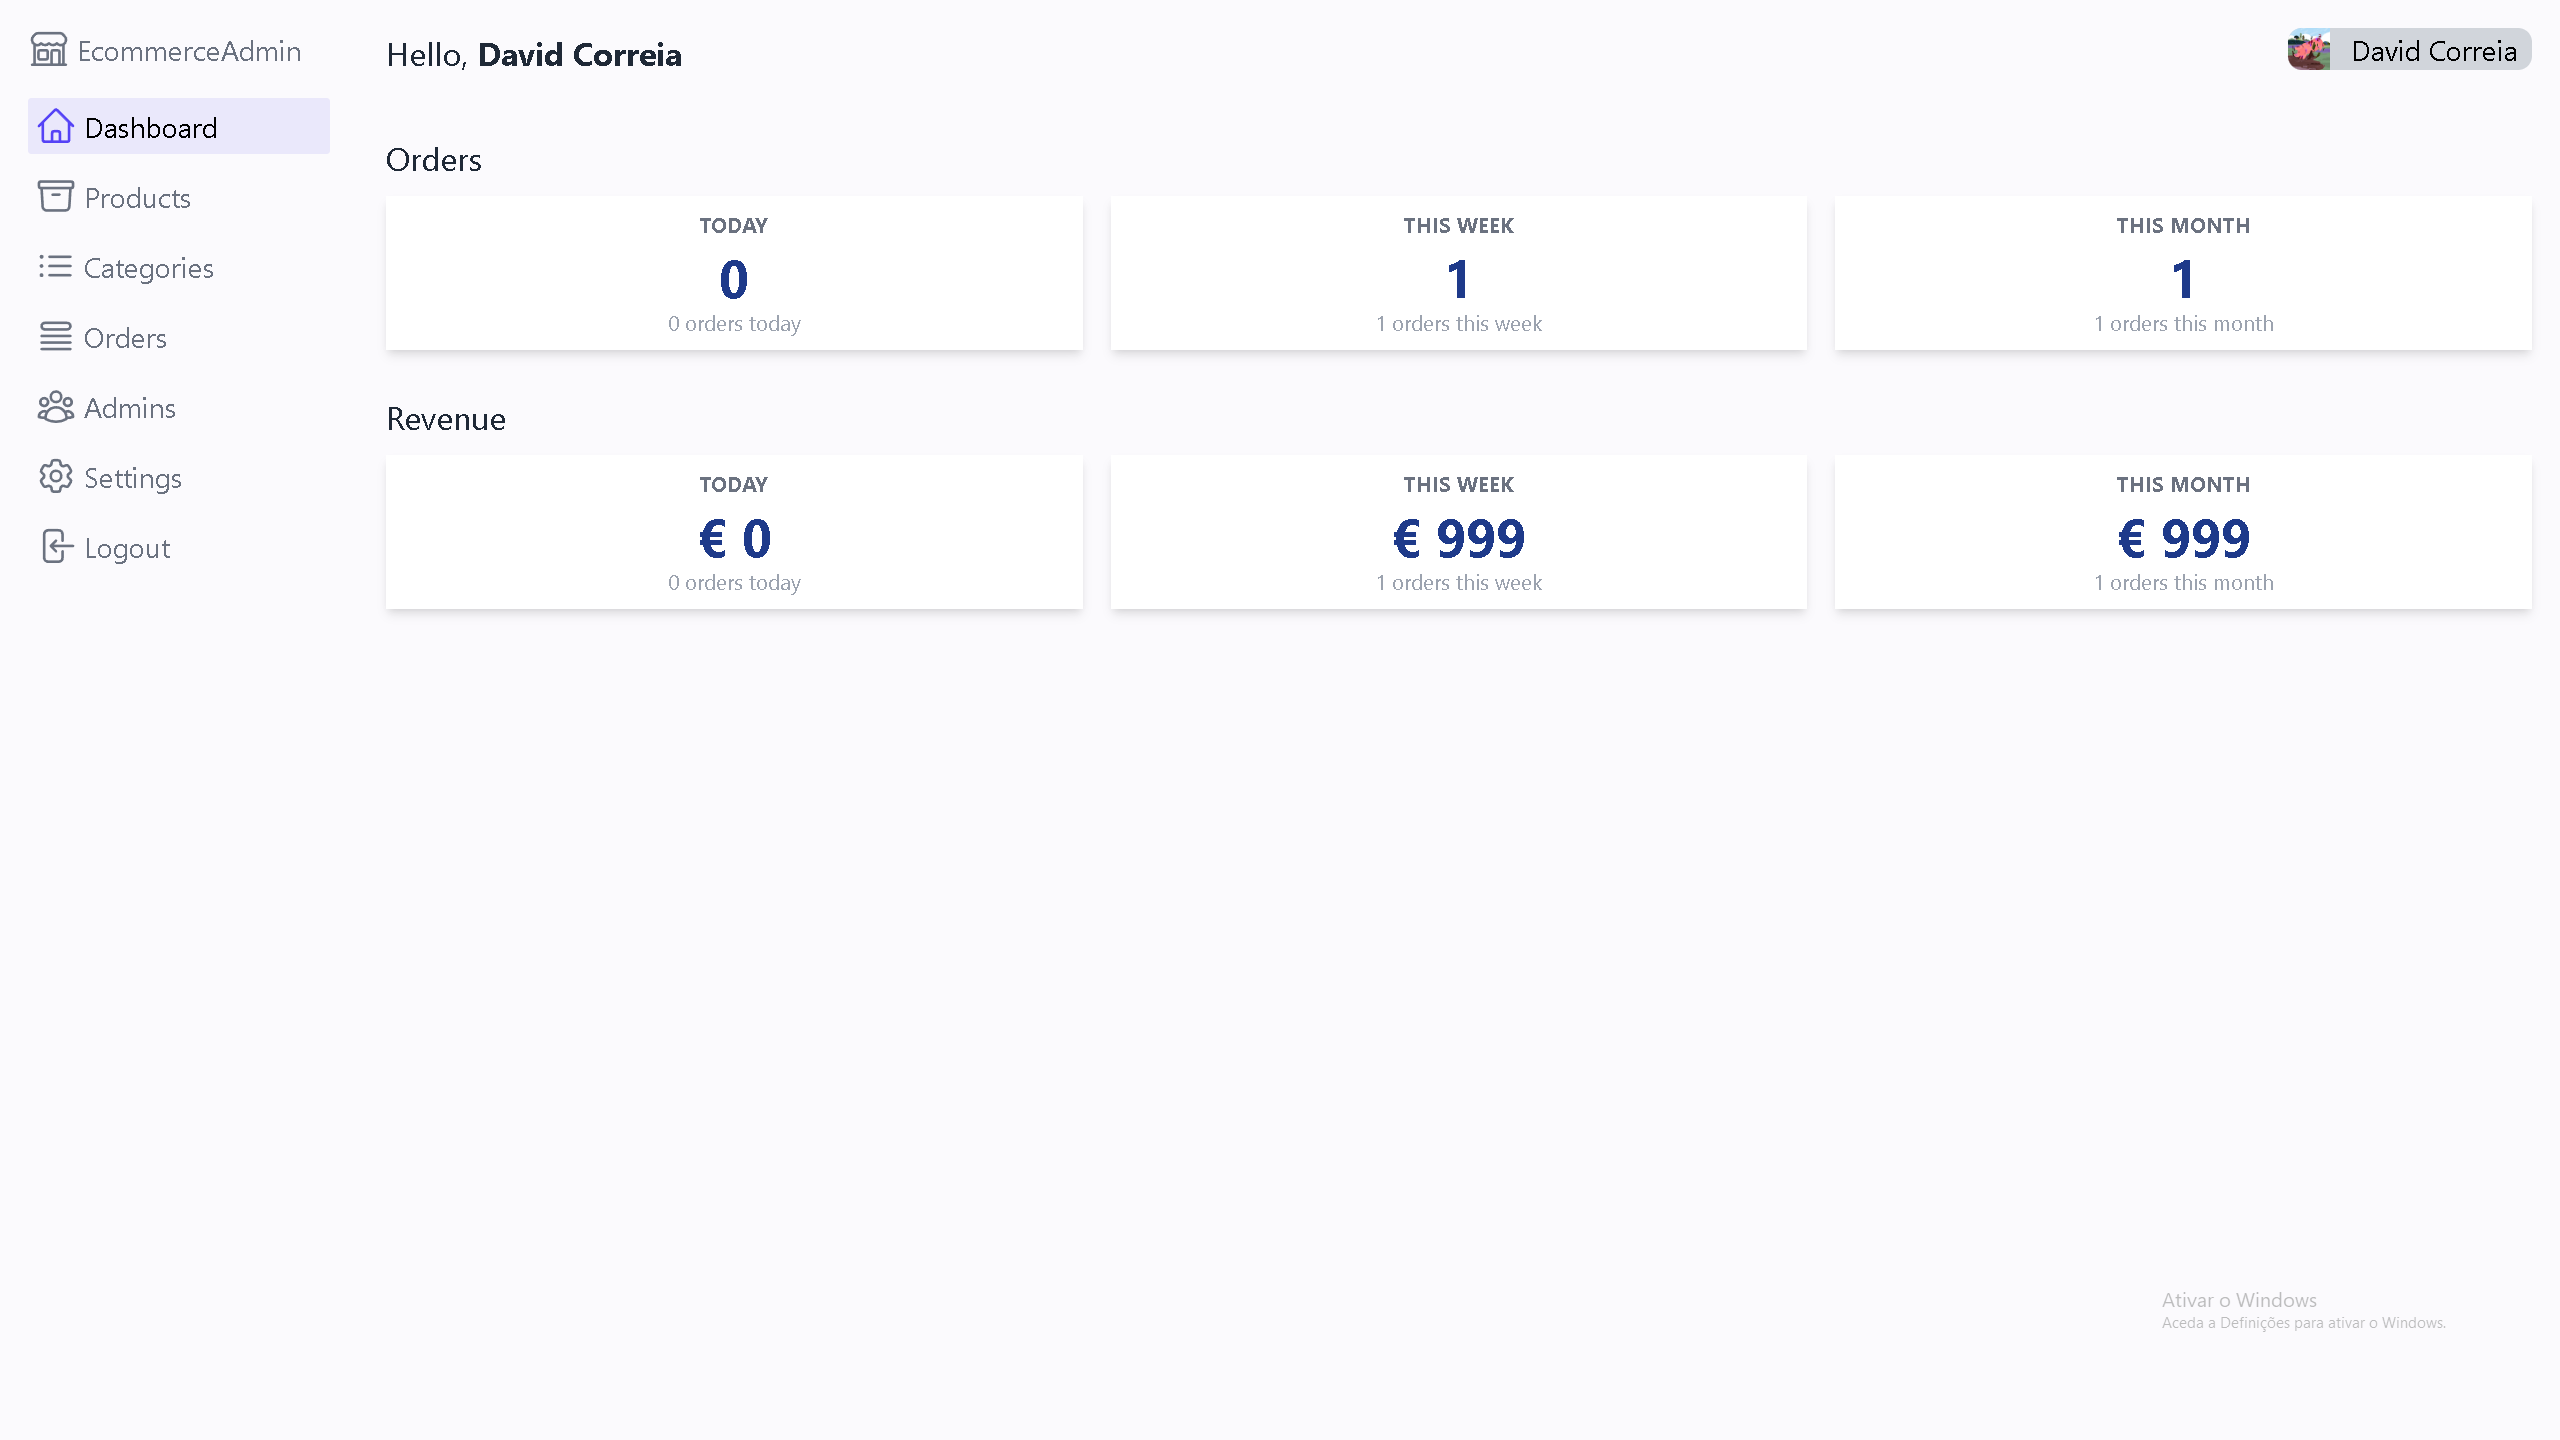 EcommerceAdmin
Dashboard
Products
Categories
Orders
Admins
Settings
Logout
Hello, David Correia
David Correia
Orders
TODAY
0
0 orders today
THIS WEEK
1
1 orders this week
THIS MONTH
1
1 orders this month
Revenue
TODAY
€ 0
0 orders today
THIS WEEK
€ 999
1 orders this week
THIS MONTH
€ 999
1 orders this month
Ativar o Windows
Aceda a Definições para ativar o Windows.